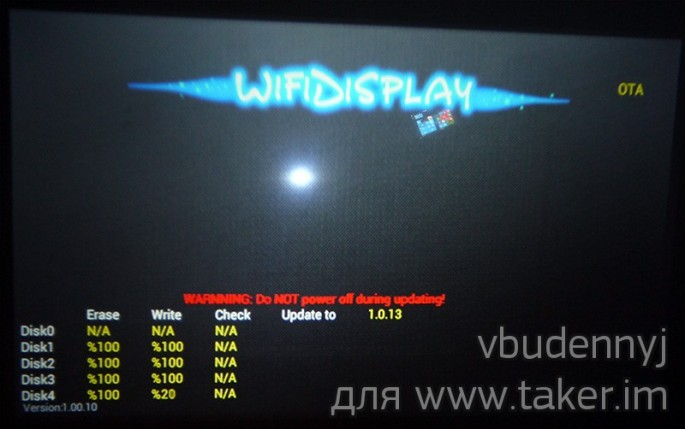 WIFIDISPLAY
OTA
WARNNING: Do NOT power off during updating!
Erase Write Check Update to 1.0.13
Disk0 N/A N/A N/A
Disk1 %100 %100 N/A
Disk2 %100 %100 N/A
Disk3 %100 %100 N/A
Disk4 %100 %20 N/A
Version:1.00.10
vbudennyj
для www.taker.im